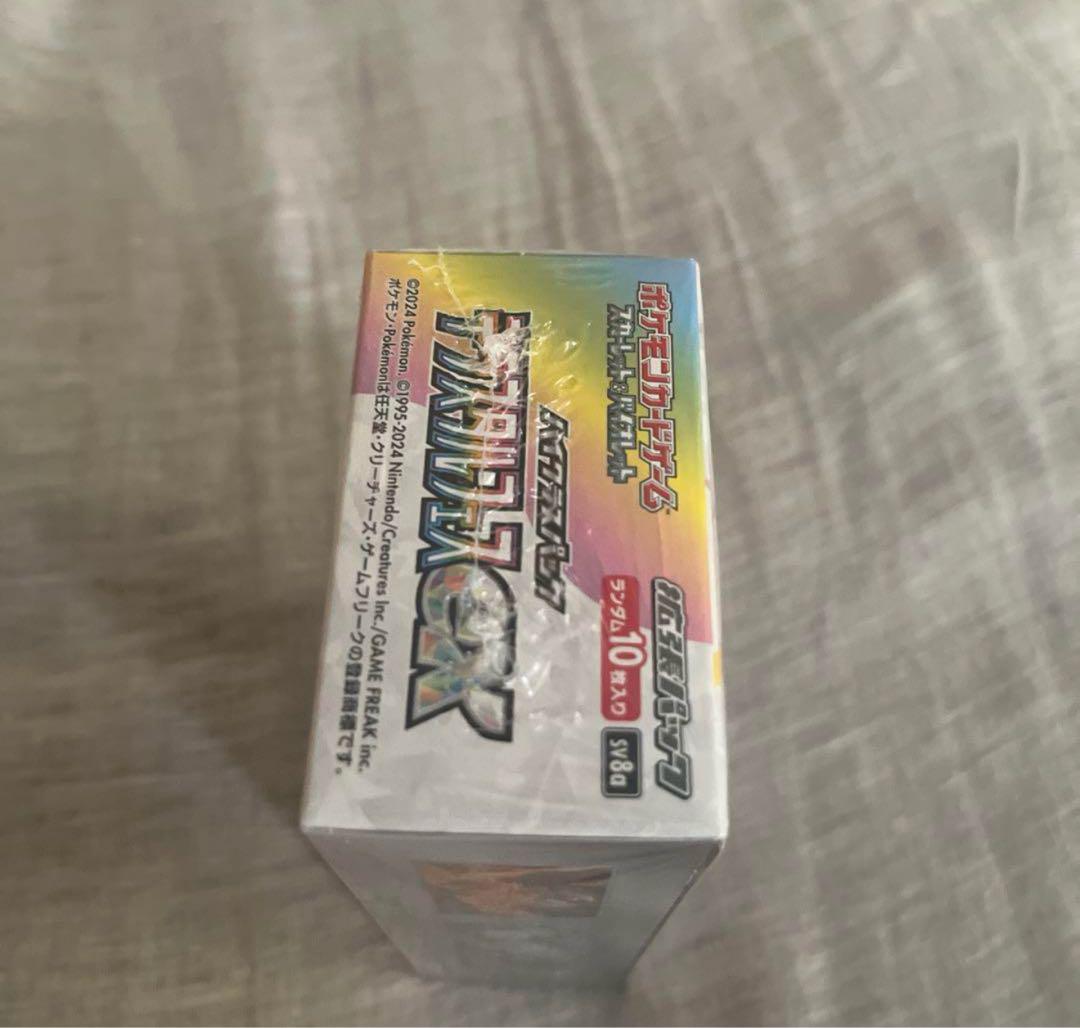 ポケモンカードゲーム
スカーレット&バイオレット
拡張パック
ランダム10枚入り
SV8a
ハイクラスパック
テラスタルフェスex
©2024 Pokémon. ©1995-2024 Nintendo/Creatures Inc./GAME FREAK inc.
ポケモン・Pokémonは任天堂・クリーチャーズ・ゲームフリークの登録商標です。